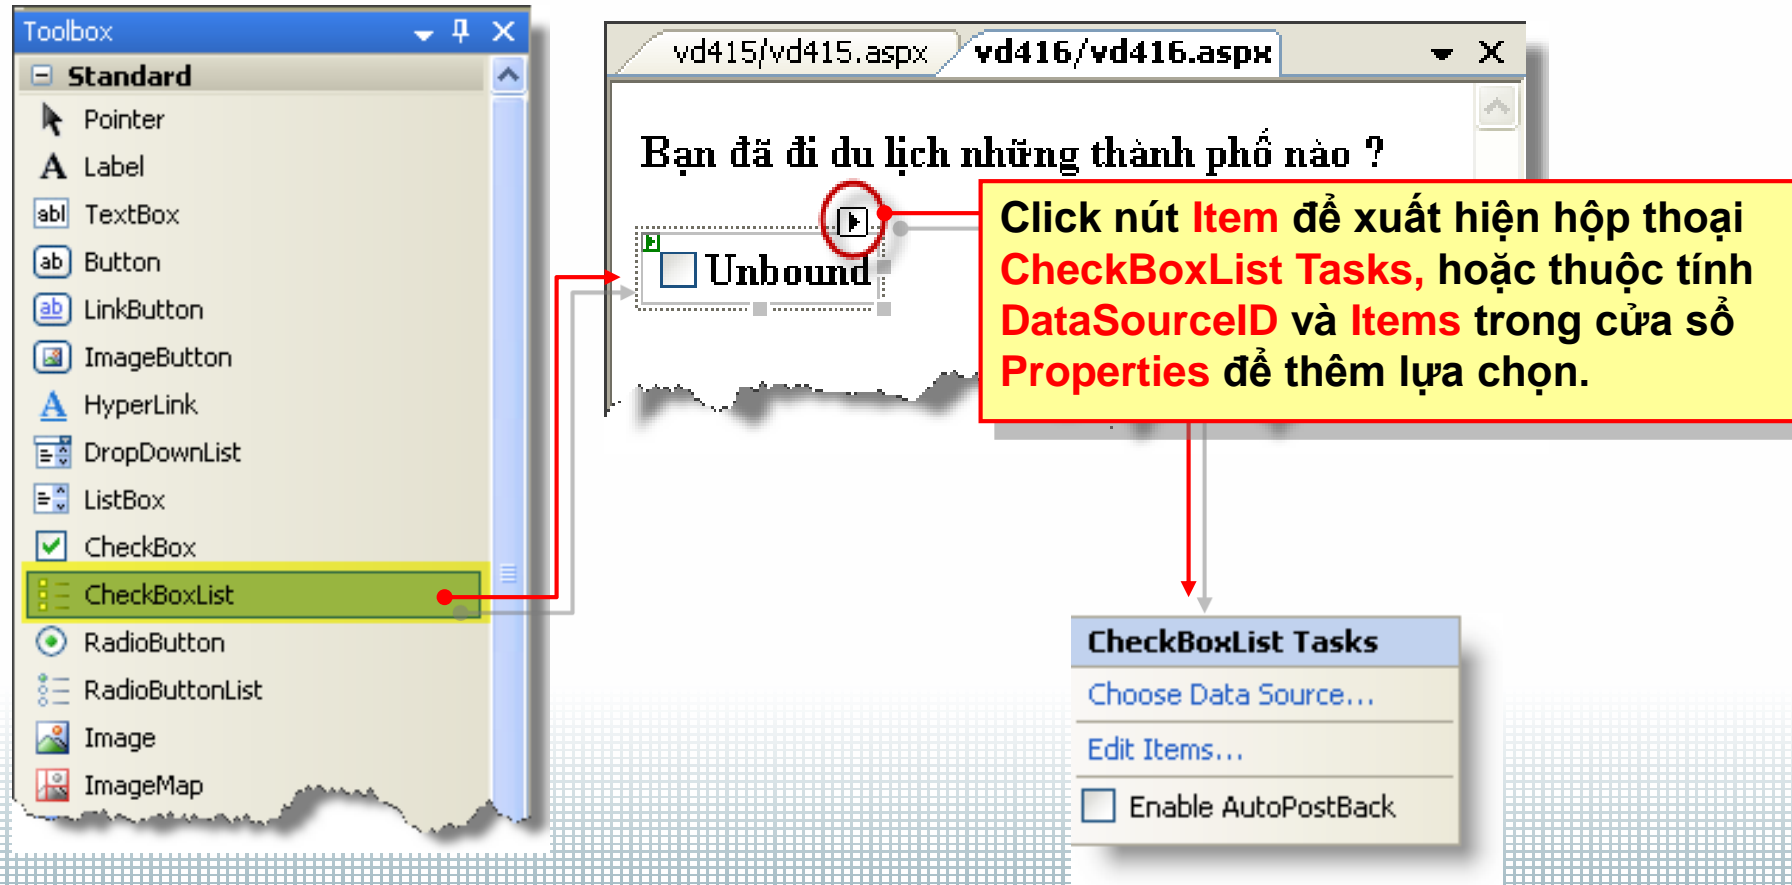 Toolbox
Standard
Pointer
A Label
abl TextBox
ab Button
ab LinkButton
ImageButton
A HyperLink
DropDownList
ListBox
CheckBox
CheckBoxList
RadioButton
RadioButtonList
Image
ImageMap
vd415/vd415.aspx vd416/vd416.aspx
Bạn đã đi du lịch những thành phố nào ?
Unbound
Click nút Item để xuất hiện hộp thoại
CheckBoxList Tasks, hoặc thuộc tính
DataSourceID và Items trong cửa sổ
Properties để thêm lựa chọn.
CheckBoxList Tasks
Choose Data Source...
Edit Items...
Enable AutoPostBack